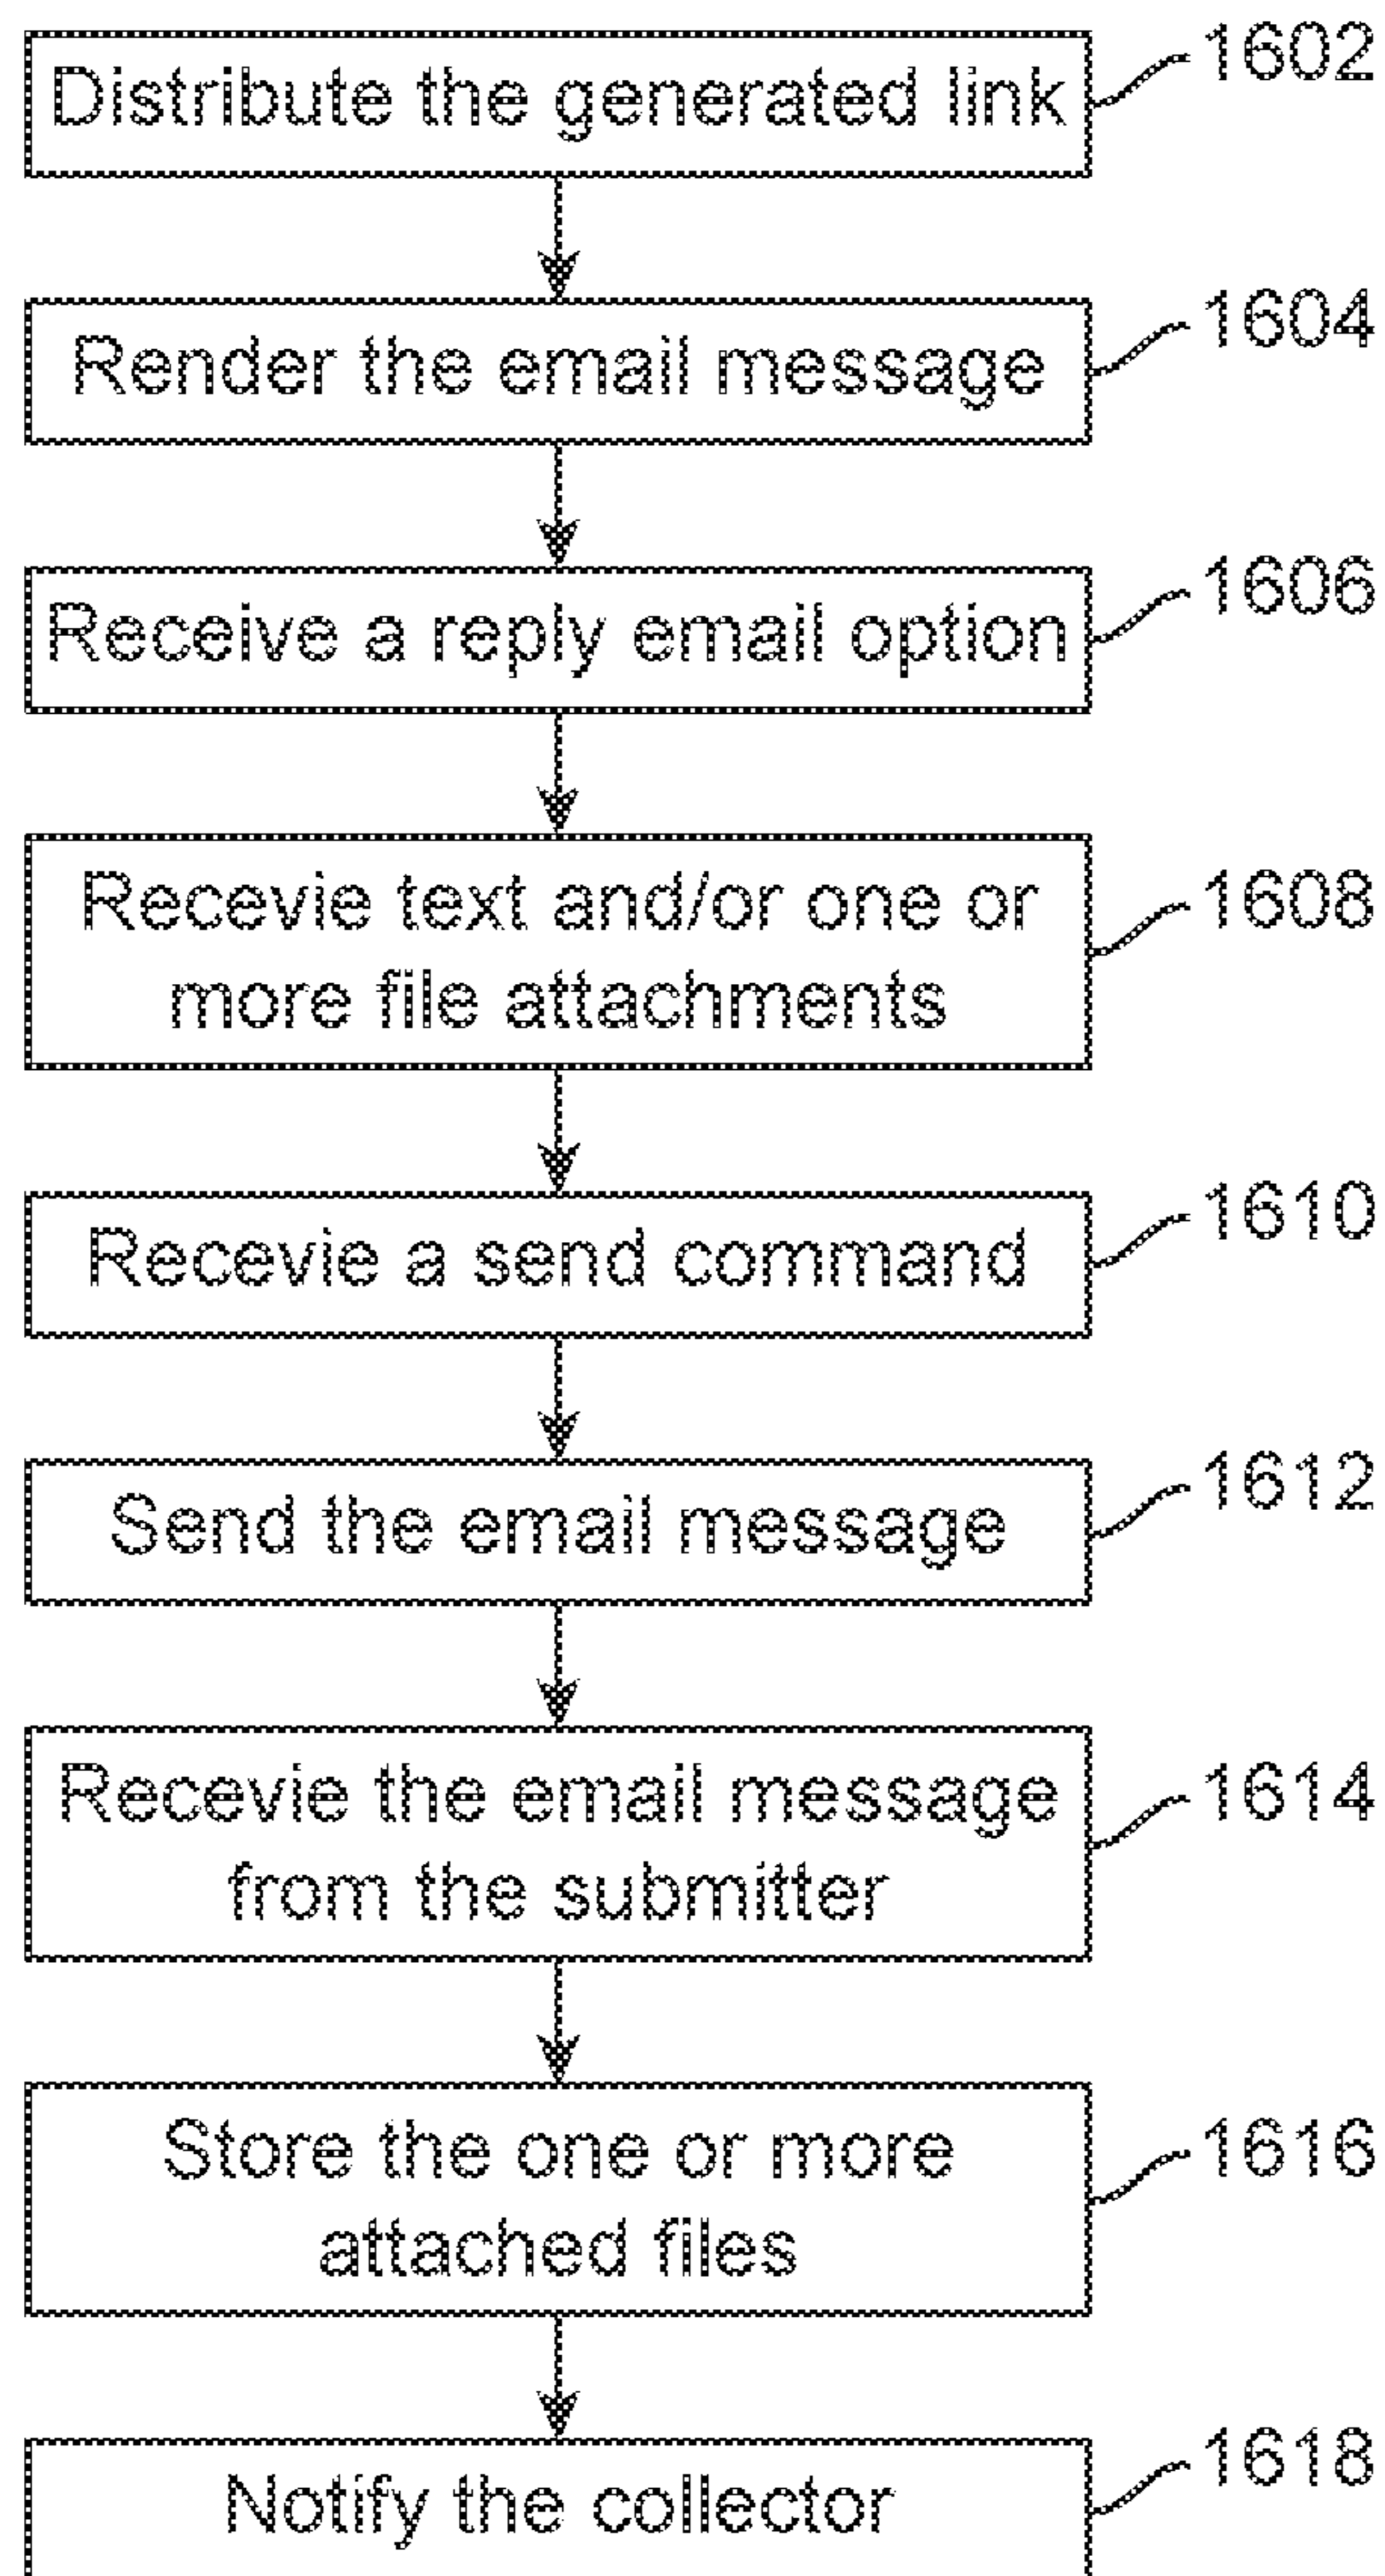 Distribute the generated link
1602
Render the email message
1604
Receive a reply email option
1606
Recevie text and/or one or
more file attachments
1608
Recevie a send command
1610
Send the email message
1612
Recevie the email message
from the submitter
1614
Store the one or more
attached files
1616
Notify the collector
1618